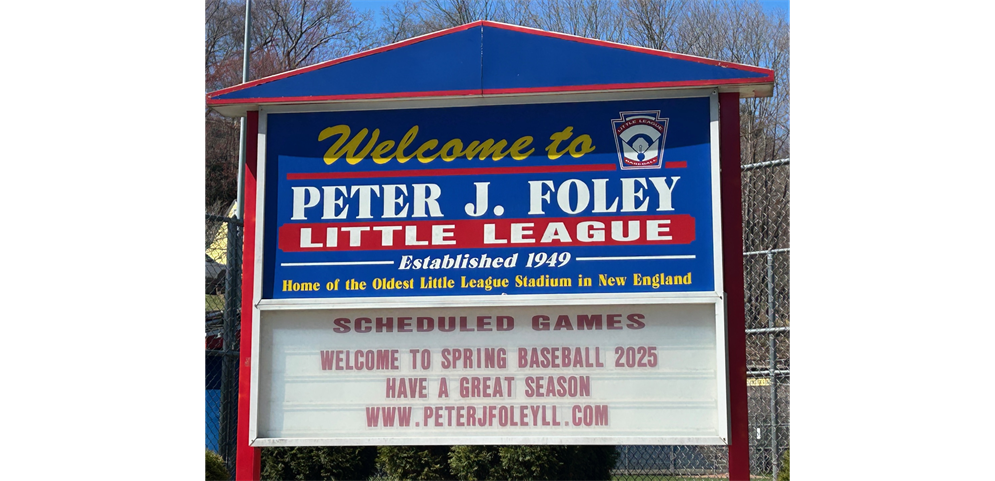 Welcome to
LITTLE LEAGUE
BASEBALL
PETER J. FOLEY
LITTLE LEAGUE
Established 1949
Home of the Oldest Little League Stadium in New England
SCHEDULED GAMES
WELCOME TO SPRING BASEBALL 2025
HAVE A GREAT SEASON
WWW.PETERJFOLEYLL.COM